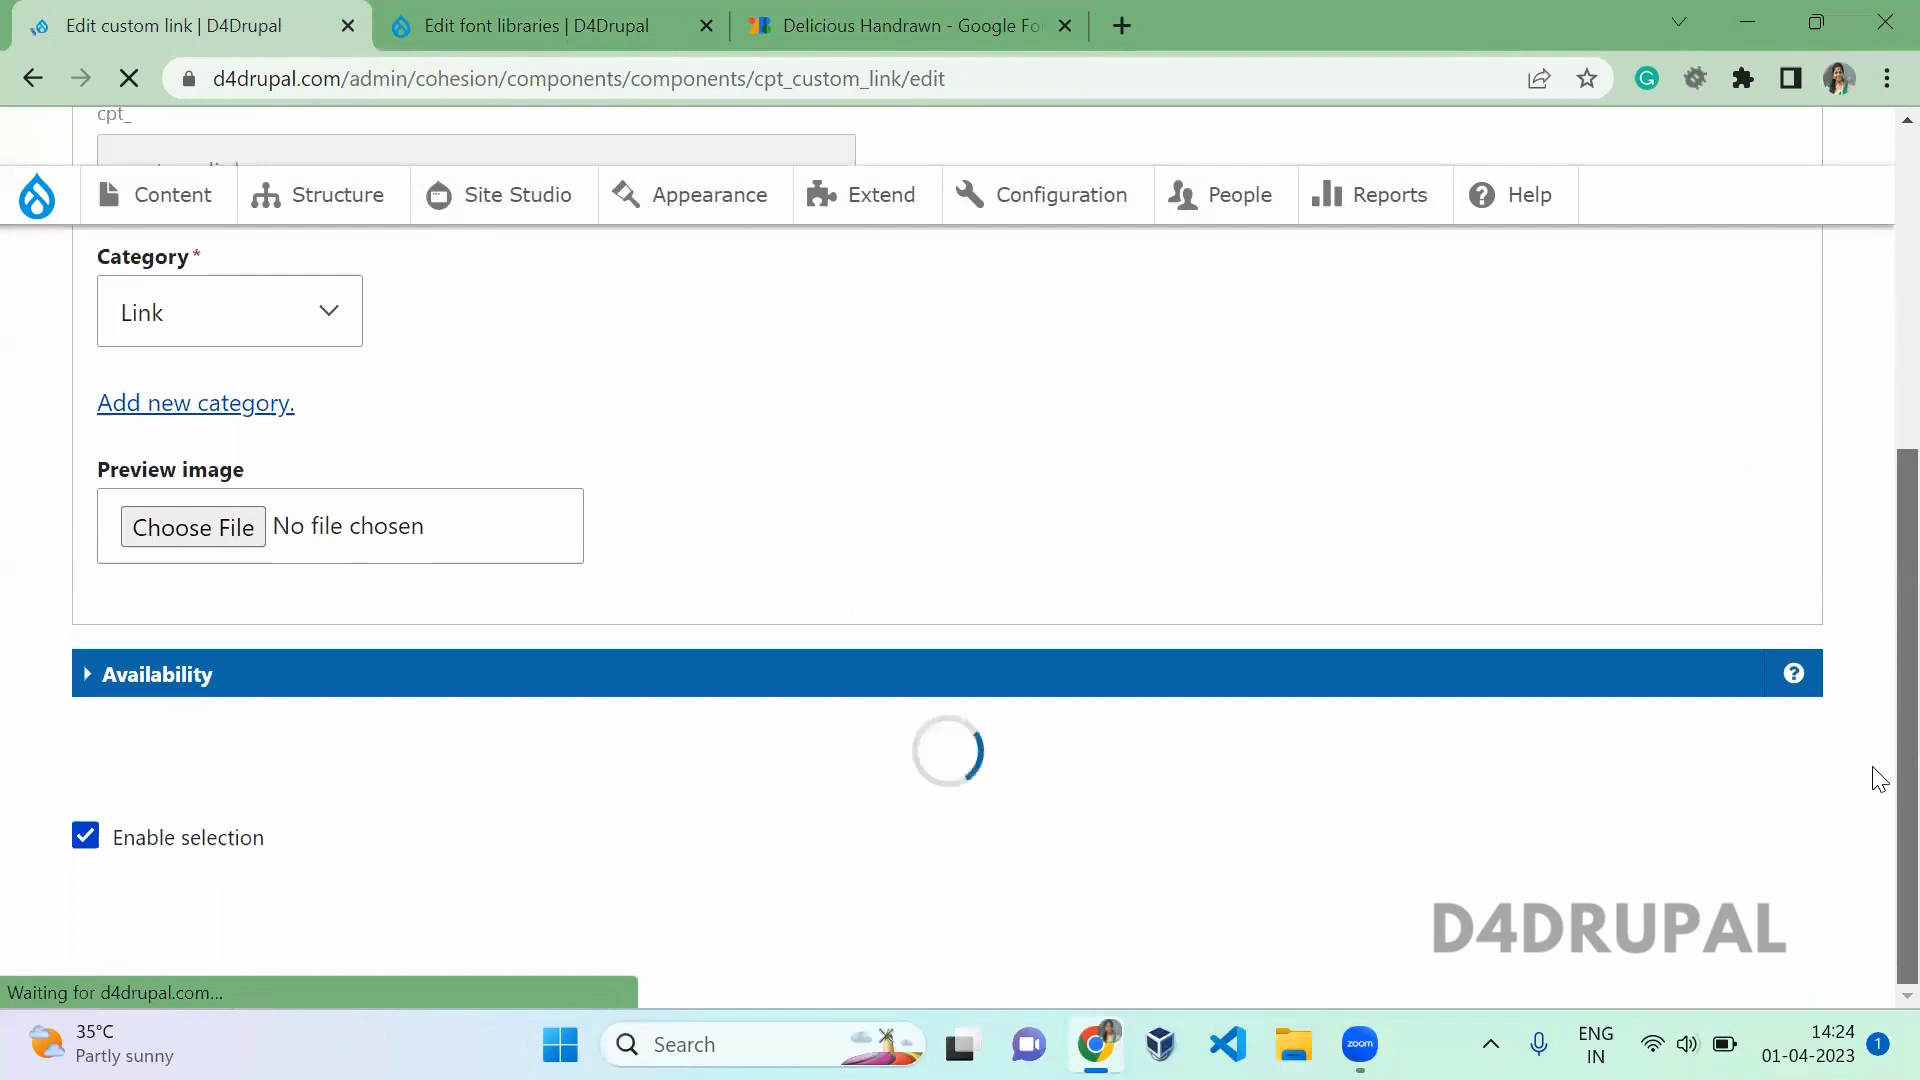 Edit custom link | D4Drupal
Edit font libraries | D4Drupal
Delicious Handrawn - Google Fo
d4drupal.com/admin/cohesion/components/components/cpt_custom_link/edit
cpt_
Content
Structure
Site Studio
Appearance
Extend
Configuration
People
Reports
Help
Category*
Link
Add new category.
Preview image
Choose File No file chosen
Availability
Enable selection
D4DRUPAL
Waiting for d4drupal.com...
35°C
Partly sunny
Search
zoom
ENG
IN
14:24
01-04-2023
1